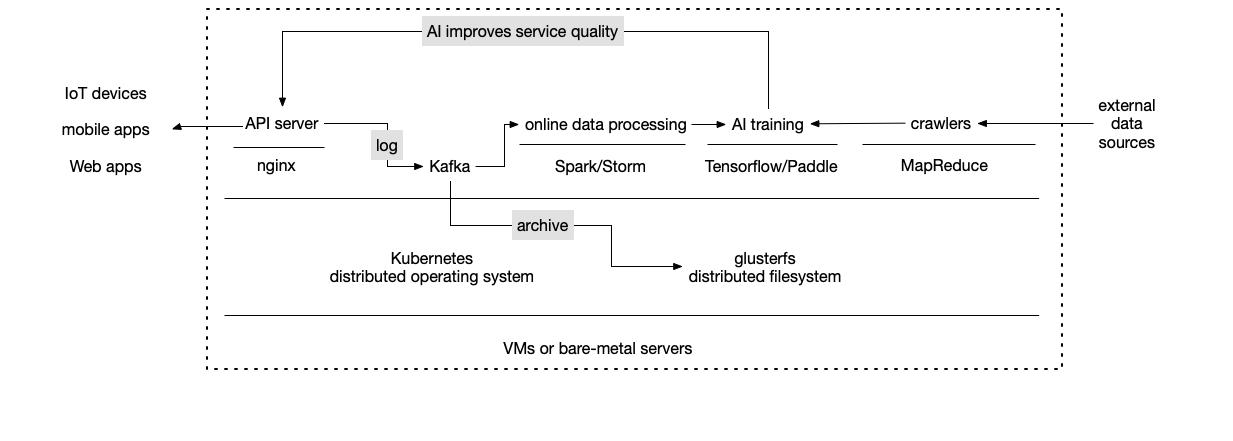 AI improves service quality
IoT devices
mobile apps
Web apps
API server
nginx
log
Kafka
online data processing
Spark/Storm
AI training
Tensorflow/Paddle
crawlers
MapReduce
external
data
sources
archive
Kubernetes
distributed operating system
glusterfs
distributed filesystem
VMs or bare-metal servers